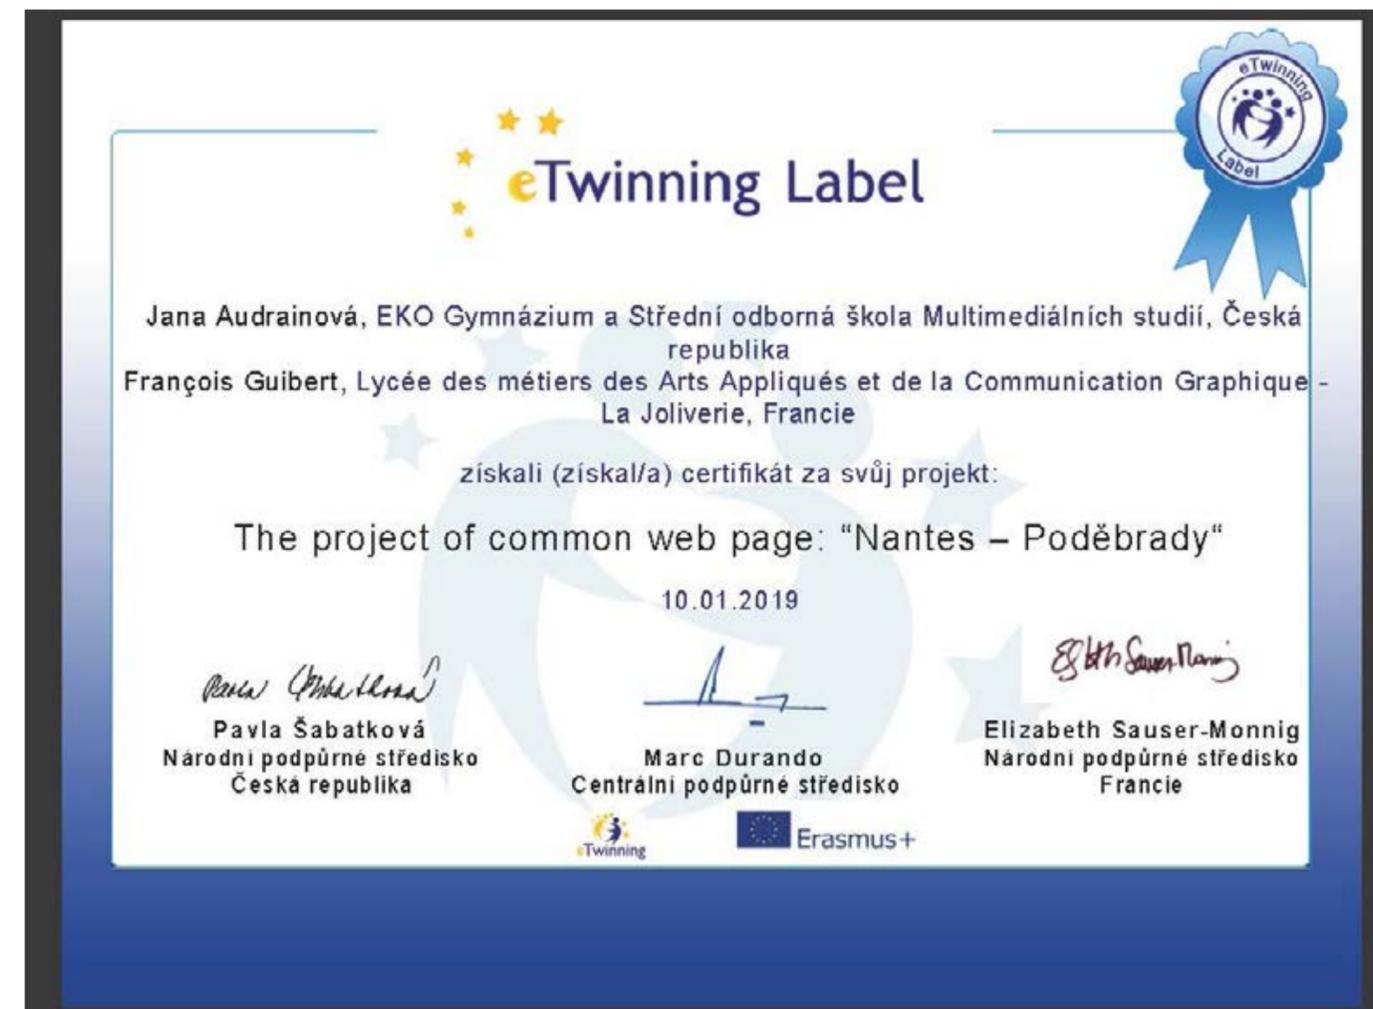 eTwinning
Label
eTwinning Label
Jana Audrainová, EKO Gymnázium a Střední odborná škola Multimediálních studií, Česká
republika
François Guibert, Lycée des métiers des Arts Appliqués et de la Communication Graphique -
La Joliverie, Francie
získali (získal/a) certifikát za svůj projekt:
The project of common web page: “Nantes – Poděbrady“
10.01.2019
Pavla Šabatková
Národní podpůrné středisko
Česká republika
Marc Durando
Centrální podpůrné středisko
Elizabeth Sauser-Monnig
Národní podpůrné středisko
Francie
eTwinning
Erasmus+